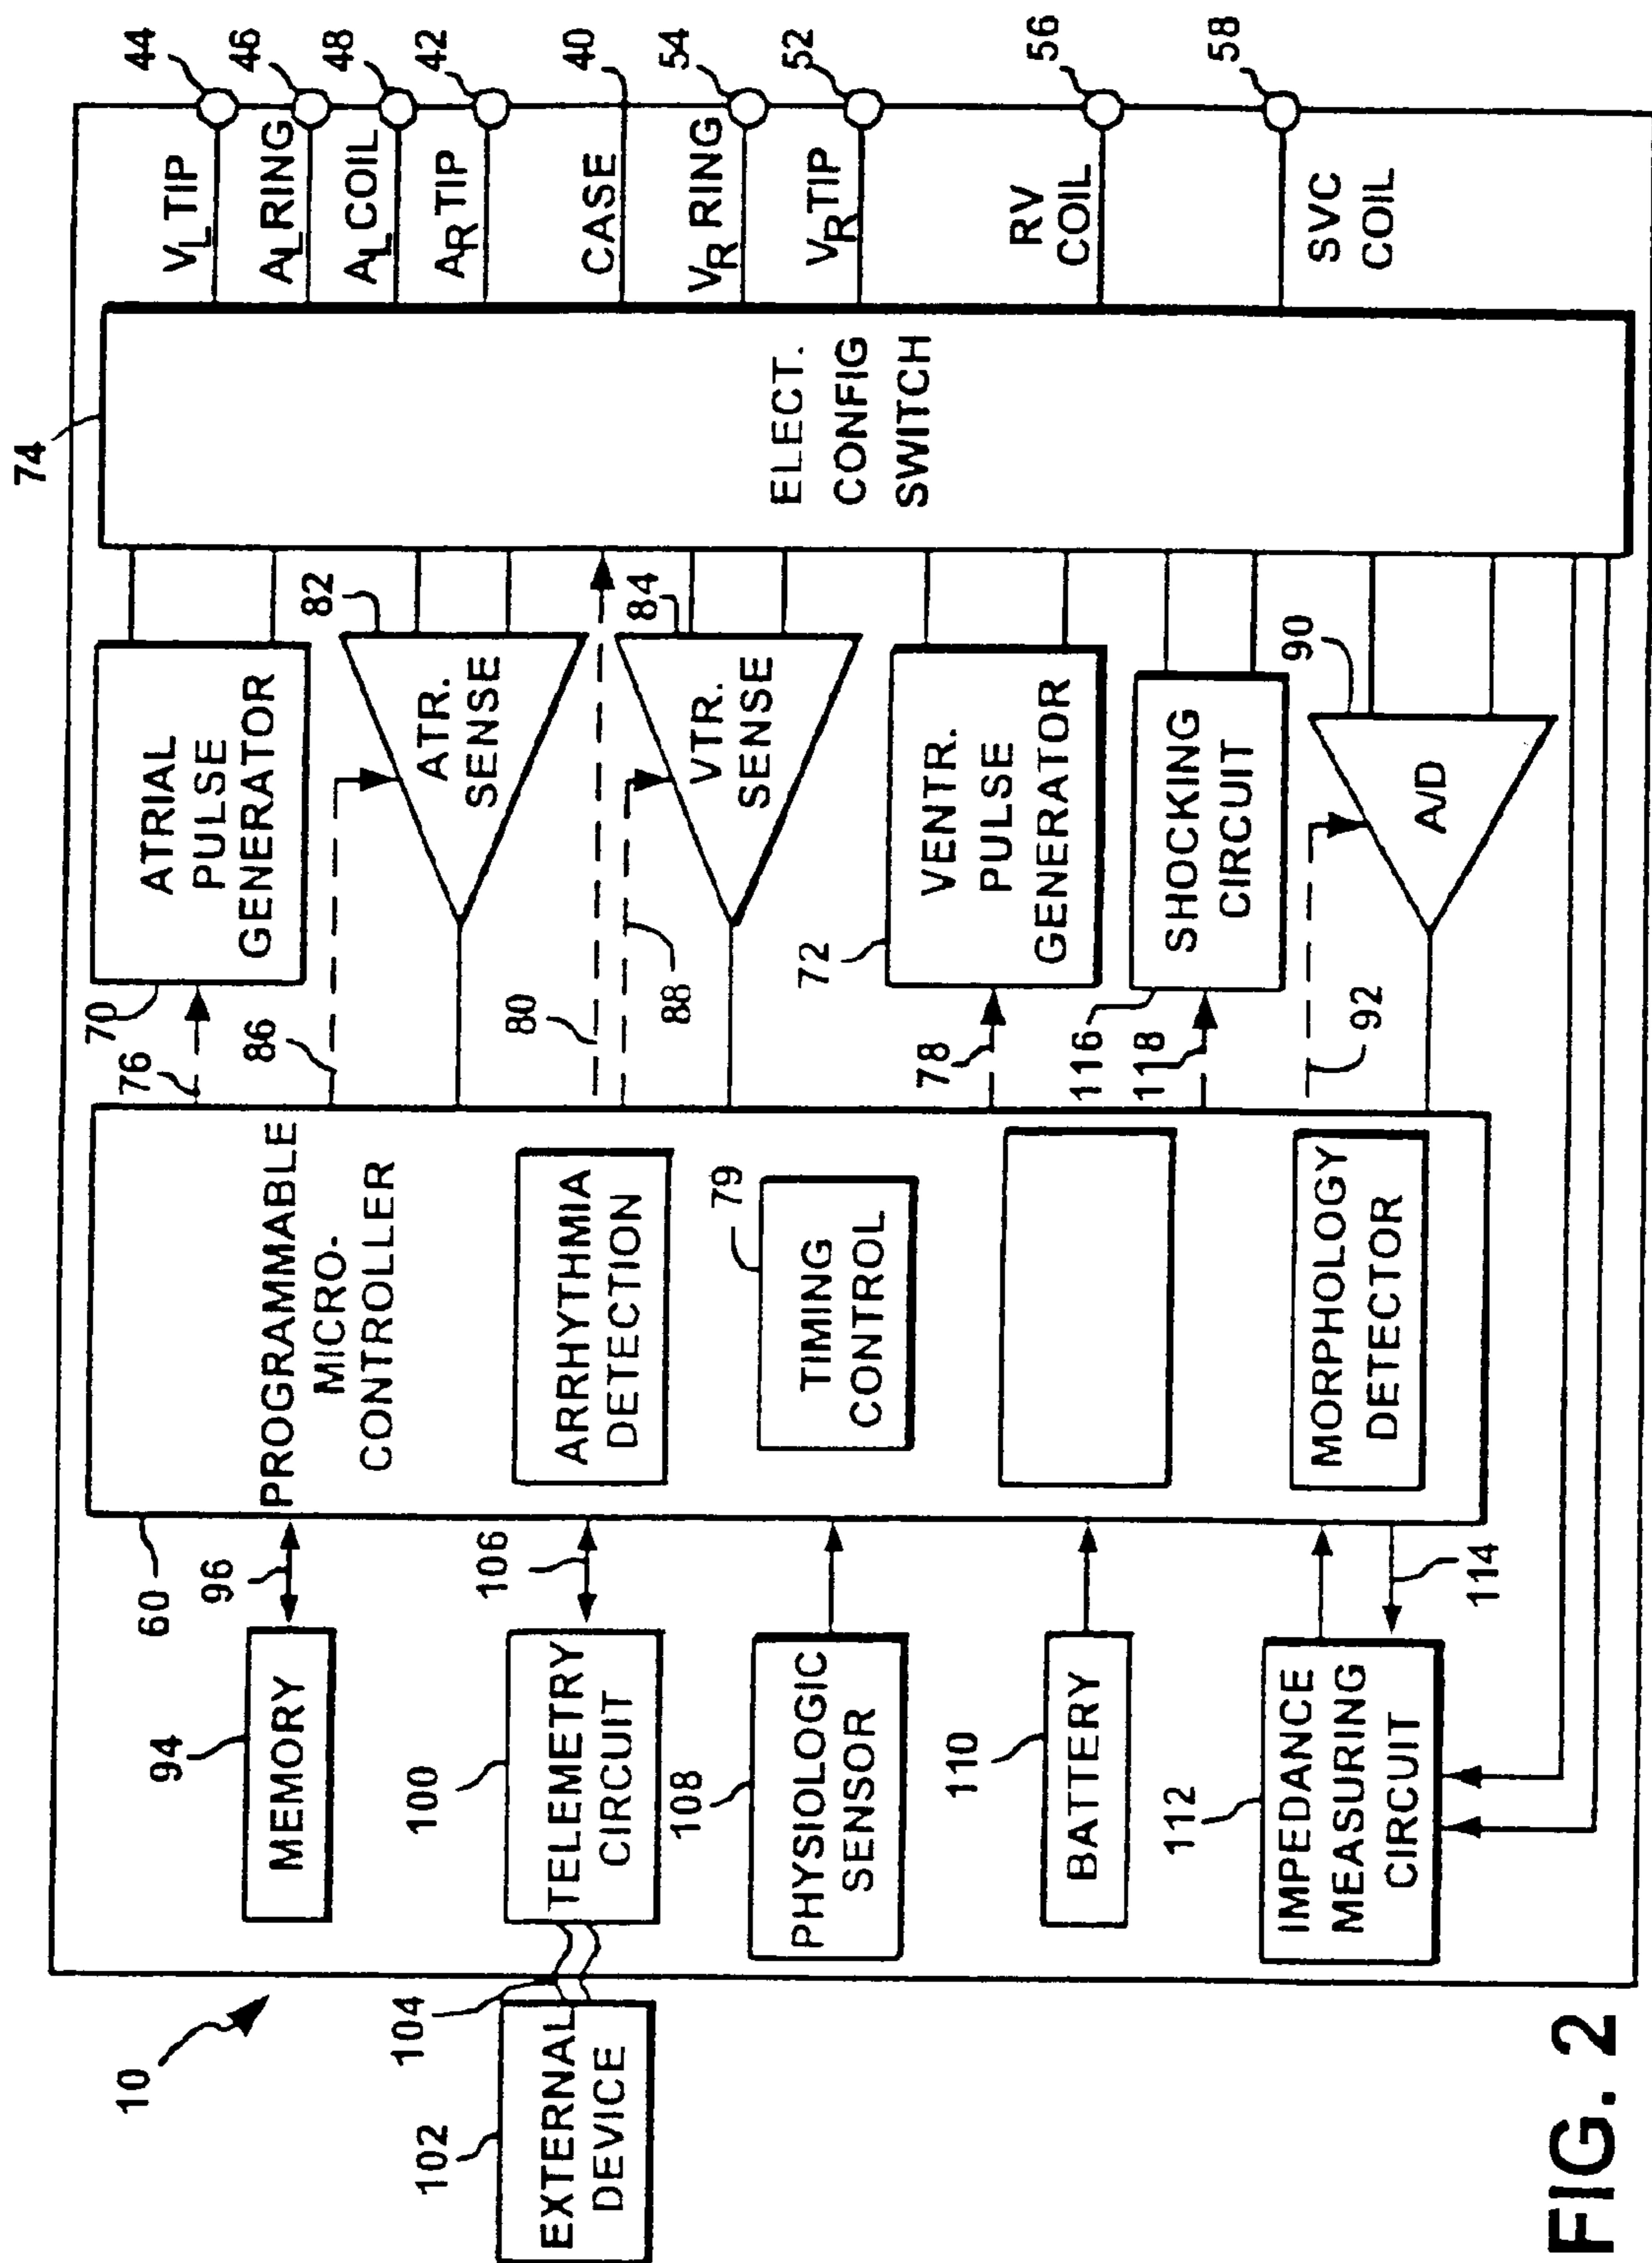 10
102
EXTERNAL
DEVICE
104
94
MEMORY
96
100
TELEMETRY
CIRCUIT
106
108
PHYSIOLOGIC
SENSOR
110
BATTERY
112
IMPEDANCE
MEASURING
CIRCUIT
114
60
PROGRAMMABLE
MICRO-
CONTROLLER
ARRHYTHMIA
DETECTION
79
TIMING
CONTROL
MORPHOLOGY
DETECTOR
70
76
ATRIAL
PULSE
GENERATOR
86
82
ATR.
SENSE
80
88
84
VTR.
SENSE
72
78
VENTR.
PULSE
GENERATOR
116
118
SHOCKING
CIRCUIT
92
90
A/D
74
ELECT.
CONFIG
SWITCH
VL TIP 44
AL RING 46
AL COIL 48
AR TIP 42
CASE 40
VR RING 54
VR TIP 52
RV
COIL
56
SVC
COIL
58
FIG. 2